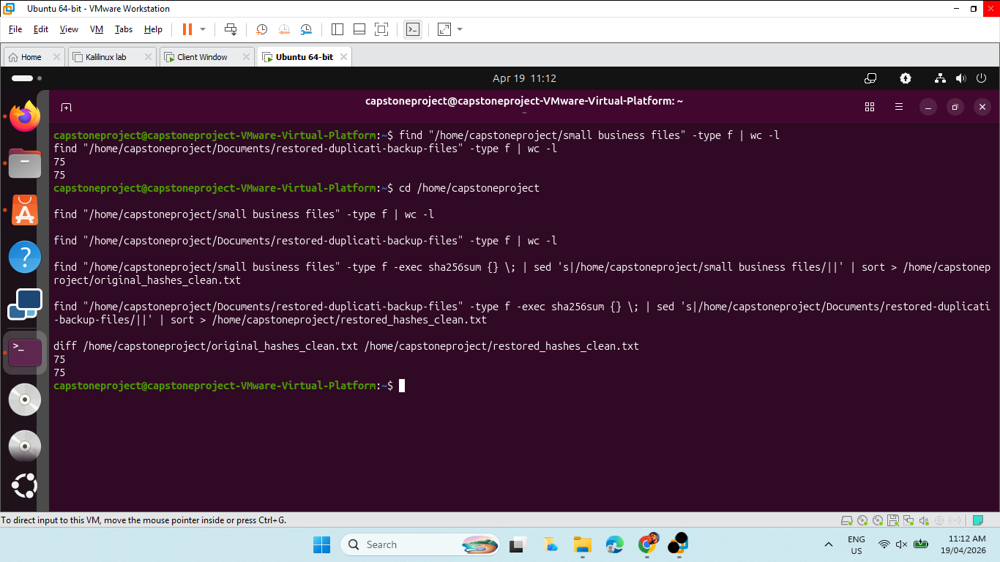 Ubuntu 64-bit - VMware Workstation
File Edit View VM Tabs Help
Home Kalilinux lab Client Window Ubuntu 64-bit
Apr 19 11:12
capstoneproject@capstoneproject-VMware-Virtual-Platform: ~
~
capstoneproject@capstoneproject-VMware-Virtual-Platform:~$ find "/home/capstoneproject/small business files" -type f | wc -l
find "/home/capstoneproject/Documents/restored-duplicati-backup-files" -type f | wc -l
75
75
capstoneproject@capstoneproject-VMware-Virtual-Platform:~$ cd /home/capstoneproject
find "/home/capstoneproject/small business files" -type f | wc -l
find "/home/capstoneproject/Documents/restored-duplicati-backup-files" -type f | wc -l
find "/home/capstoneproject/small business files" -type f -exec sha256sum {} \; | sed 's|/home/capstoneproject/small business files/||' | sort > /home/capstonep
roject/original_hashes_clean.txt
find "/home/capstoneproject/Documents/restored-duplicati-backup-files" -type f -exec sha256sum {} \; | sed 's|/home/capstoneproject/Documents/restored-duplicati
-backup-files/||' | sort > /home/capstoneproject/restored_hashes_clean.txt
diff /home/capstoneproject/original_hashes_clean.txt /home/capstoneproject/restored_hashes_clean.txt
75
75
capstoneproject@capstoneproject-VMware-Virtual-Platform:~$
To direct input to this VM, move the mouse pointer inside or press Ctrl+G.
Search
ENG
US
11:12 AM
19/04/2026